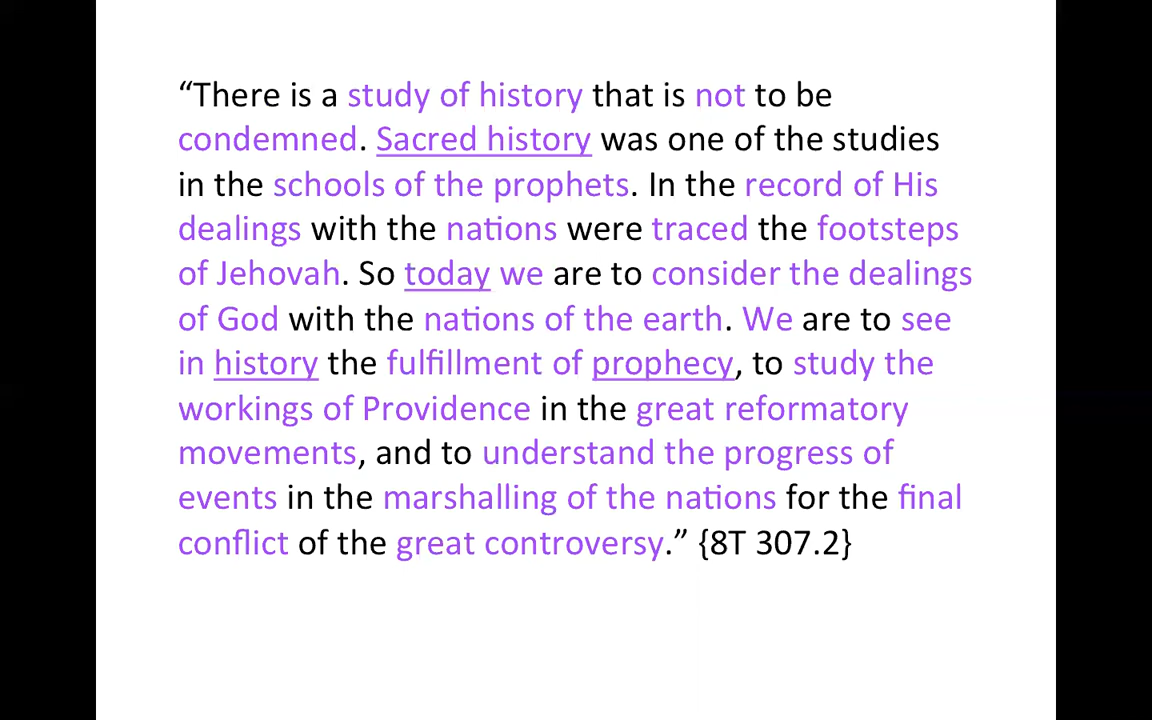 “There is a study of history that is not to be
condemned. Sacred history was one of the studies
in the schools of the prophets. In the record of His
dealings with the nations were traced the footsteps
of Jehovah. So today we are to consider the dealings
of God with the nations of the earth. We are to see
in history the fulfillment of prophecy, to study the
workings of Providence in the great reformatory
movements, and to understand the progress of
events in the marshalling of the nations for the final
conflict of the great controversy.” {8T 307.2}